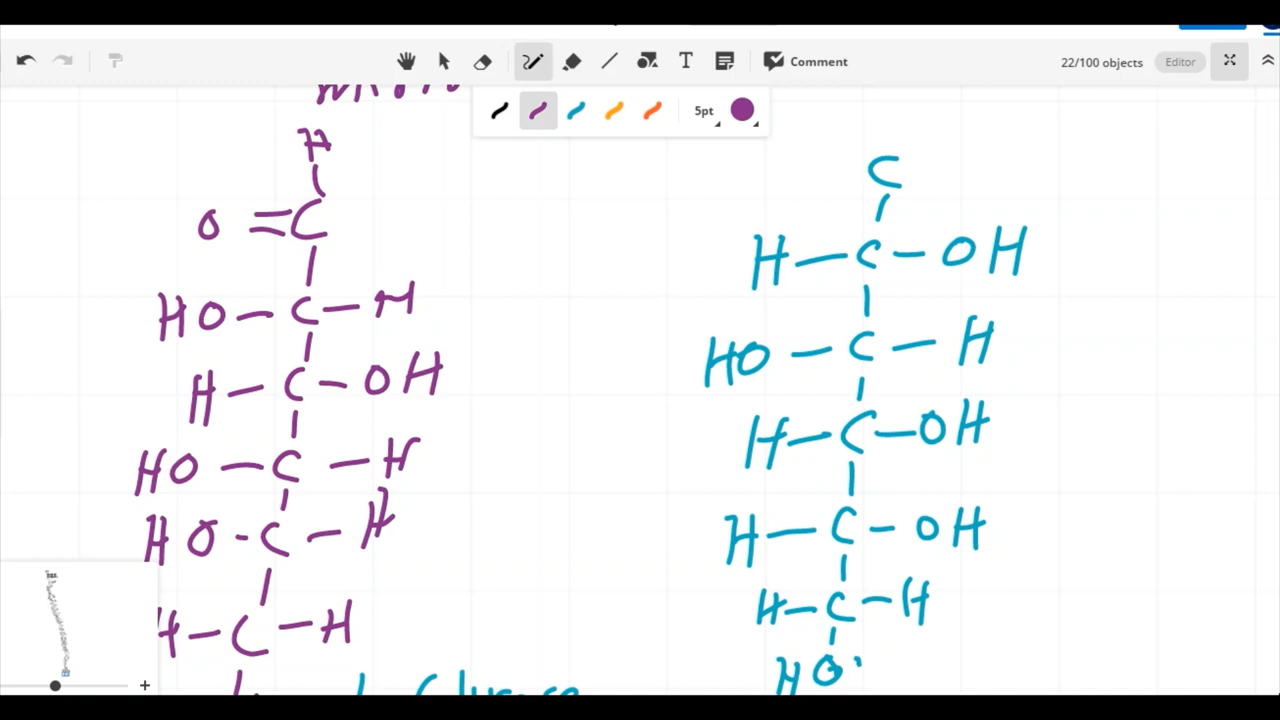 Comment
22/100 objects
Editor
5pt
H
O = C
HO - C - H
H - C - OH
HO - C - H
HO - C - H
H - C - H
C
H - C - OH
HO - C - H
H - C - OH
H - C - OH
H - C - H
HO